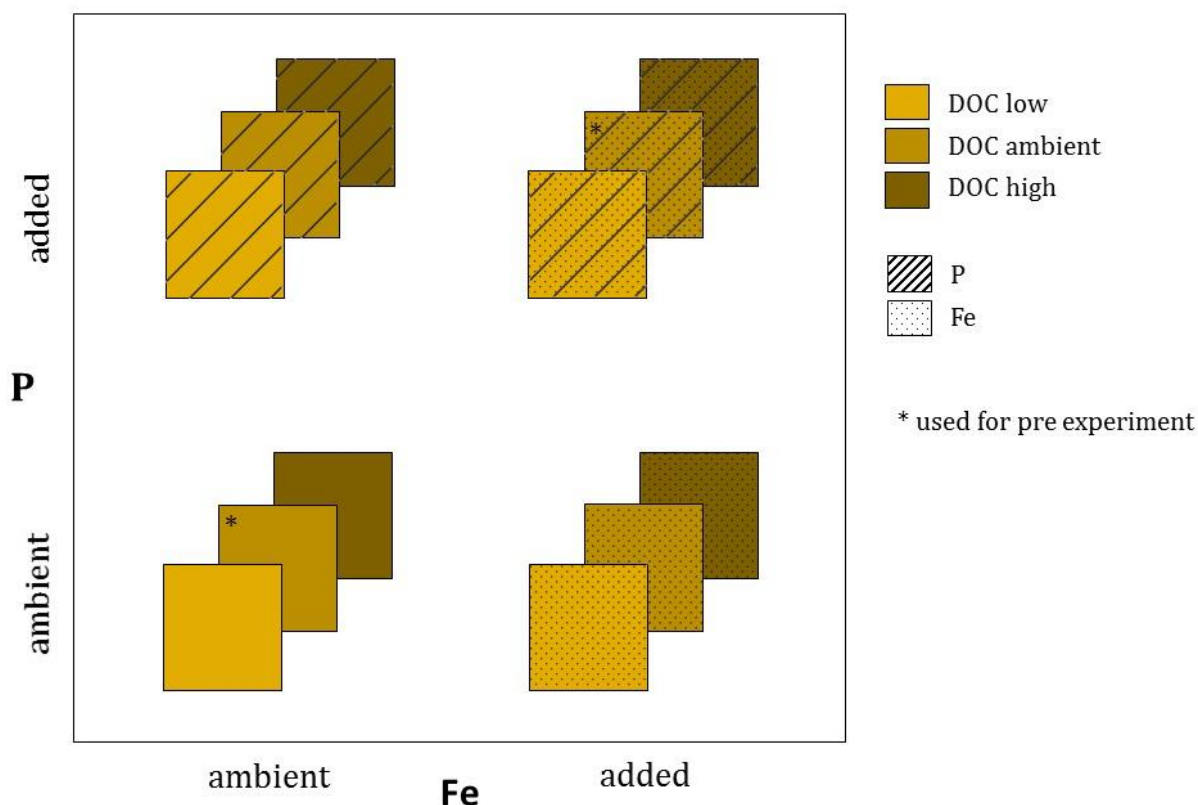 added
P
ambient
*
*
ambient
Fe
added
DOC low
DOC ambient
DOC high
P
Fe
* used for pre experiment